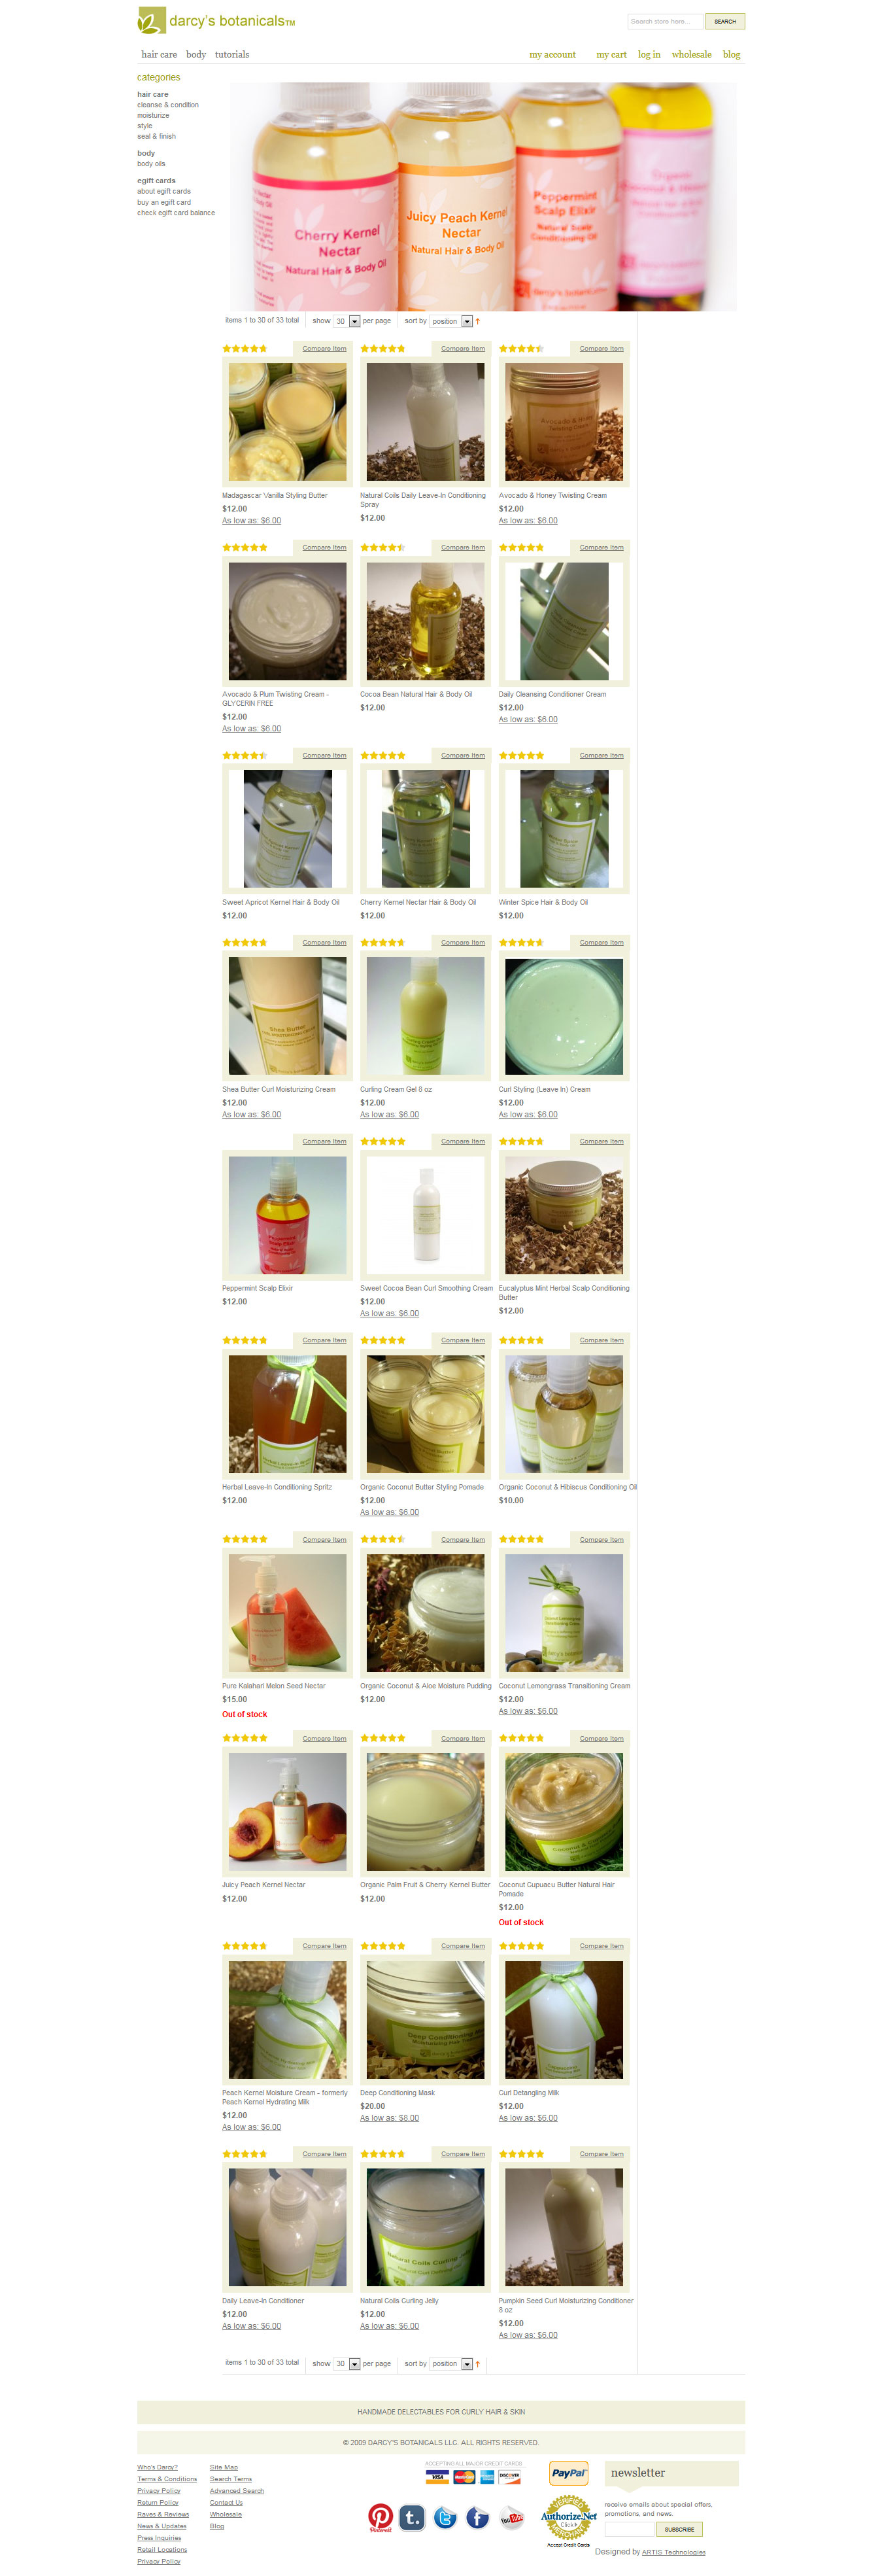 darcy's botanicals™
Search store here...
SEARCH
hair care body tutorials
my account my cart log in wholesale blog
categories
hair care
cleanse & condition
moisturize
style
seal & finish
body
body oils
egift cards
about egift cards
buy an egift card
check egift card balance
Cherry Kernel
Nectar
Natural Hair & Body Oil
Juicy Peach Kernel
Nectar
Natural Hair & Body Oil
Peppermint
Scalp Elixir
items 1 to 30 of 33 total show 30 per page sort by position
Compare Item Compare Item Compare Item
Madagascar Vanilla Styling Butter
$12.00
As low as: $6.00
Natural Coils Daily Leave-In Conditioning
Spray
$12.00
Avocado & Honey Twisting Cream
$12.00
As low as: $6.00
Compare Item Compare Item Compare Item
Avocado & Plum Twisting Cream -
GLYCERIN FREE
$12.00
As low as: $6.00
Cocoa Bean Natural Hair & Body Oil
$12.00
Daily Cleansing Conditioner Cream
$12.00
As low as: $6.00
Compare Item Compare Item Compare Item
Sweet Apricot Kernel Hair & Body Oil
$12.00
Cherry Kernel Nectar Hair & Body Oil
$12.00
Winter Spice Hair & Body Oil
$12.00
Compare Item Compare Item Compare Item
Shea Butter
Shea Butter Curl Moisturizing Cream
$12.00
As low as: $6.00
Curling Cream Gel 8 oz
$12.00
As low as: $6.00
Curl Styling (Leave In) Cream
$12.00
As low as: $6.00
Compare Item Compare Item Compare Item
Peppermint Scalp Elixir
$12.00
Sweet Cocoa Bean Curl Smoothing Cream
$12.00
As low as: $6.00
Eucalyptus Mint Herbal Scalp Conditioning
Butter
$12.00
Compare Item Compare Item Compare Item
Herbal Leave-In Conditioning Spritz
$12.00
Organic Coconut Butter Styling Pomade
$12.00
As low as: $6.00
Organic Coconut & Hibiscus Conditioning Oil
$10.00
Compare Item Compare Item Compare Item
Pure Kalahari Melon Seed Nectar
$15.00
Out of stock
Organic Coconut & Aloe Moisture Pudding
$12.00
Coconut Lemongrass Transitioning Cream
$12.00
As low as: $6.00
Compare Item Compare Item Compare Item
Juicy Peach Kernel Nectar
$12.00
Organic Palm Fruit & Cherry Kernel Butter
$12.00
Coconut Cupuacu Butter Natural Hair
Pomade
$12.00
Out of stock
Compare Item Compare Item Compare Item
Peach Kernel Moisture Cream - formerly
Peach Kernel Hydrating Milk
$12.00
As low as: $6.00
Deep Conditioning Mask
$20.00
As low as: $8.00
Curl Detangling Milk
$12.00
As low as: $6.00
Compare Item Compare Item Compare Item
Natural Coils Curling Jelly
Daily Leave-In Conditioner
$12.00
As low as: $6.00
Natural Coils Curling Jelly
$12.00
As low as: $6.00
Pumpkin Seed Curl Moisturizing Conditioner
8 oz
$12.00
As low as: $6.00
items 1 to 30 of 33 total show 30 per page sort by position
HANDMADE DELECTABLES FOR CURLY HAIR & SKIN
© 2009 DARCY'S BOTANICALS LLC. ALL RIGHTS RESERVED.
Who's Darcy?
Terms & Conditions
Privacy Policy
Return Policy
Raves & Reviews
News & Updates
Press Inquiries
Retail Locations
Privacy Policy
Site Map
Search Terms
Advanced Search
Contact Us
Wholesale
Blog
ACCEPTING ALL MAJOR CREDIT CARDS
VISA MasterCard DISCOVER
PayPal
Pinterest t. t f You Tube
Authorize.Net
Click
Accept Credit Cards
newsletter
receive emails about special offers,
promotions, and news.
SUBSCRIBE
Designed by ARTIS Technologies